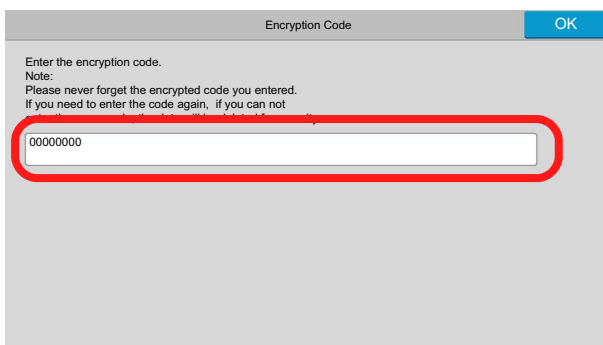 Encryption Code
OK
Enter the encryption code.
Note:
Please never forget the encrypted code you entered.
If you need to enter the code again, if you can not
00000000